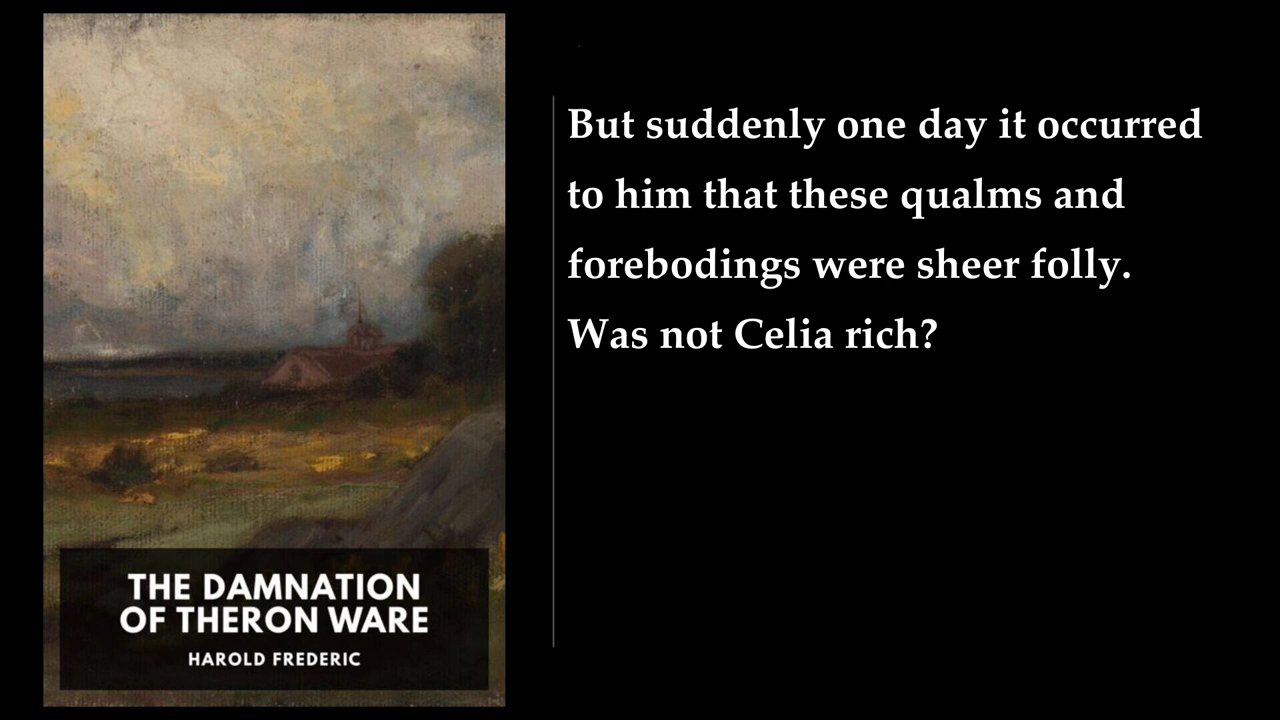 But suddenly one day it occurred
to him that these qualms and
forebodings were sheer folly.
Was not Celia rich?
THE DAMNATION
OF THERON WARE
HAROLD FREDERIC